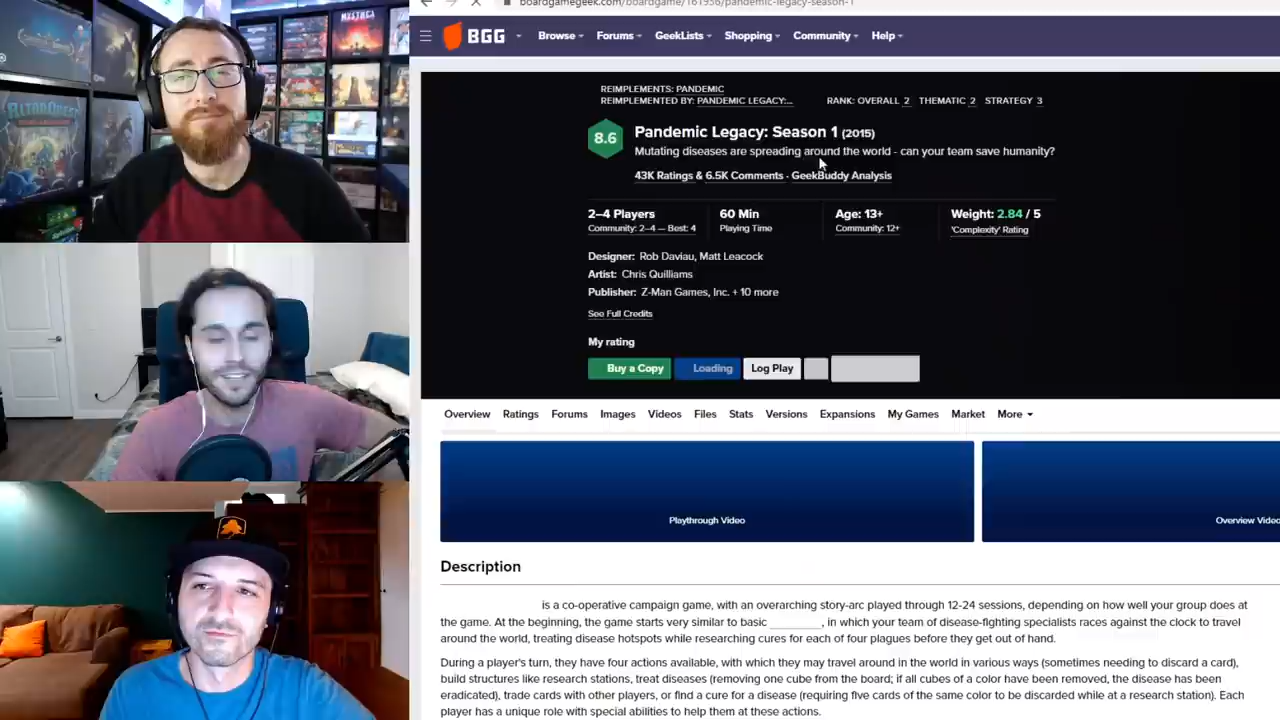 boardgamegeek.com/boardgame/161936/pandemic-legacy-season-1
BGG Browse Forums GeekLists Shopping Community Help
REIMPLEMENTS: PANDEMIC
REIMPLEMENTED BY: PANDEMIC LEGACY:... RANK: OVERALL 2 THEMATIC 2 STRATEGY 3
8.6 Pandemic Legacy: Season 1 (2015)
Mutating diseases are spreading around the world - can your team save humanity?
43K Ratings & 6.5K Comments · GeekBuddy Analysis
2–4 Players 60 Min Age: 13+ Weight: 2.84 / 5
Community: 2–4 — Best: 4 Playing Time Community: 12+ 'Complexity' Rating
Designer: Rob Daviau, Matt Leacock
Artist: Chris Quilliams
Publisher: Z-Man Games, Inc. + 10 more
See Full Credits
My rating
Buy a Copy Loading Log Play
Overview Ratings Forums Images Videos Files Stats Versions Expansions My Games Market More
Playthrough Video Overview Video
Description
is a co-operative campaign game, with an overarching story-arc played through 12-24 sessions, depending on how well your group does at
the game. At the beginning, the game starts very similar to basic , in which your team of disease-fighting specialists races against the clock to travel
around the world, treating disease hotspots while researching cures for each of four plagues before they get out of hand.
During a player's turn, they have four actions available, with which they may travel around in the world in various ways (sometimes needing to discard a card),
build structures like research stations, treat diseases (removing one cube from the board; if all cubes of a color have been removed, the disease has been
eradicated), trade cards with other players, or find a cure for a disease (requiring five cards of the same color to be discarded while at a research station). Each
player has a unique role with special abilities to help them at these actions.